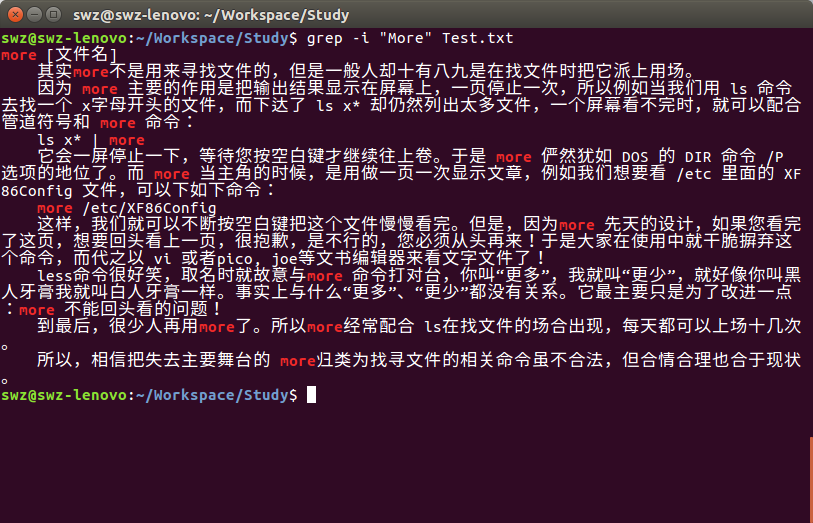 swz@swz-lenovo: ~/Workspace/Study
swz@swz-lenovo:~/Workspace/Study$ grep -i "More" Test.txt
more [文件名]
其实more不是用来寻找文件的，但是一般人却十有八九是在找文件时把它派上用场。
因为 more 主要的作用是把输出结果显示在屏幕上，一页停止一次，所以例如当我们用 ls 命令
去找一个 x字母开头的文件，而下达了 ls x* 却仍然列出太多文件，一个屏幕看不完时，就可以配合
管道符号和 more 命令：
ls x* | more
它会一屏停止一下，等待您按空白键才继续往上卷。于是 more 俨然犹如 DOS 的 DIR 命令 /P
选项的地位了。而 more 当主角的时候，是用做一页一次显示文章，例如我们想要看 /etc 里面的 XF
86Config 文件，可以下如下命令：
more /etc/XF86Config
这样，我们就可以不断按空白键把这个文件慢慢看完。但是，因为more 先天的设计，如果您看完
了这页，想要回头看上一页，很抱歉，是不行的，您必须从头再来！于是大家在使用中就干脆摒弃这
个命令，而代之以 vi 或者pico, joe等文书编辑器来看文字文件了！
less命令很好笑，取名时就故意与more 命令打对台，你叫“更多”，我就叫“更少”，就好像你叫黑
人牙膏我就叫白人牙膏一样。事实上与什么“更多”、“更少”都没有关系。它最主要只是为了改进一点
：more 不能回头看的问题！
到最后，很少人再用more了。所以more经常配合 ls在找文件的场合出现，每天都可以上场十几次
。
所以，相信把失去主要舞台的 more归类为找寻文件的相关命令虽不合法，但合情合理也合于现状
。
swz@swz-lenovo:~/Workspace/Study$